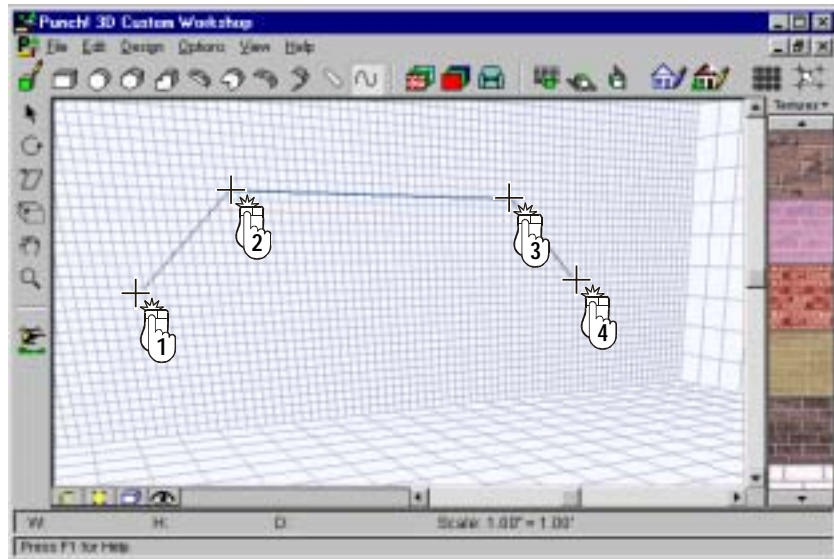 Punch! 3D Custom Workshop
File Edit Design Options View Help
Textures
2
3
1
4
W: H: D: Scale: 1.00" = 1.00'
Press F1 for Help